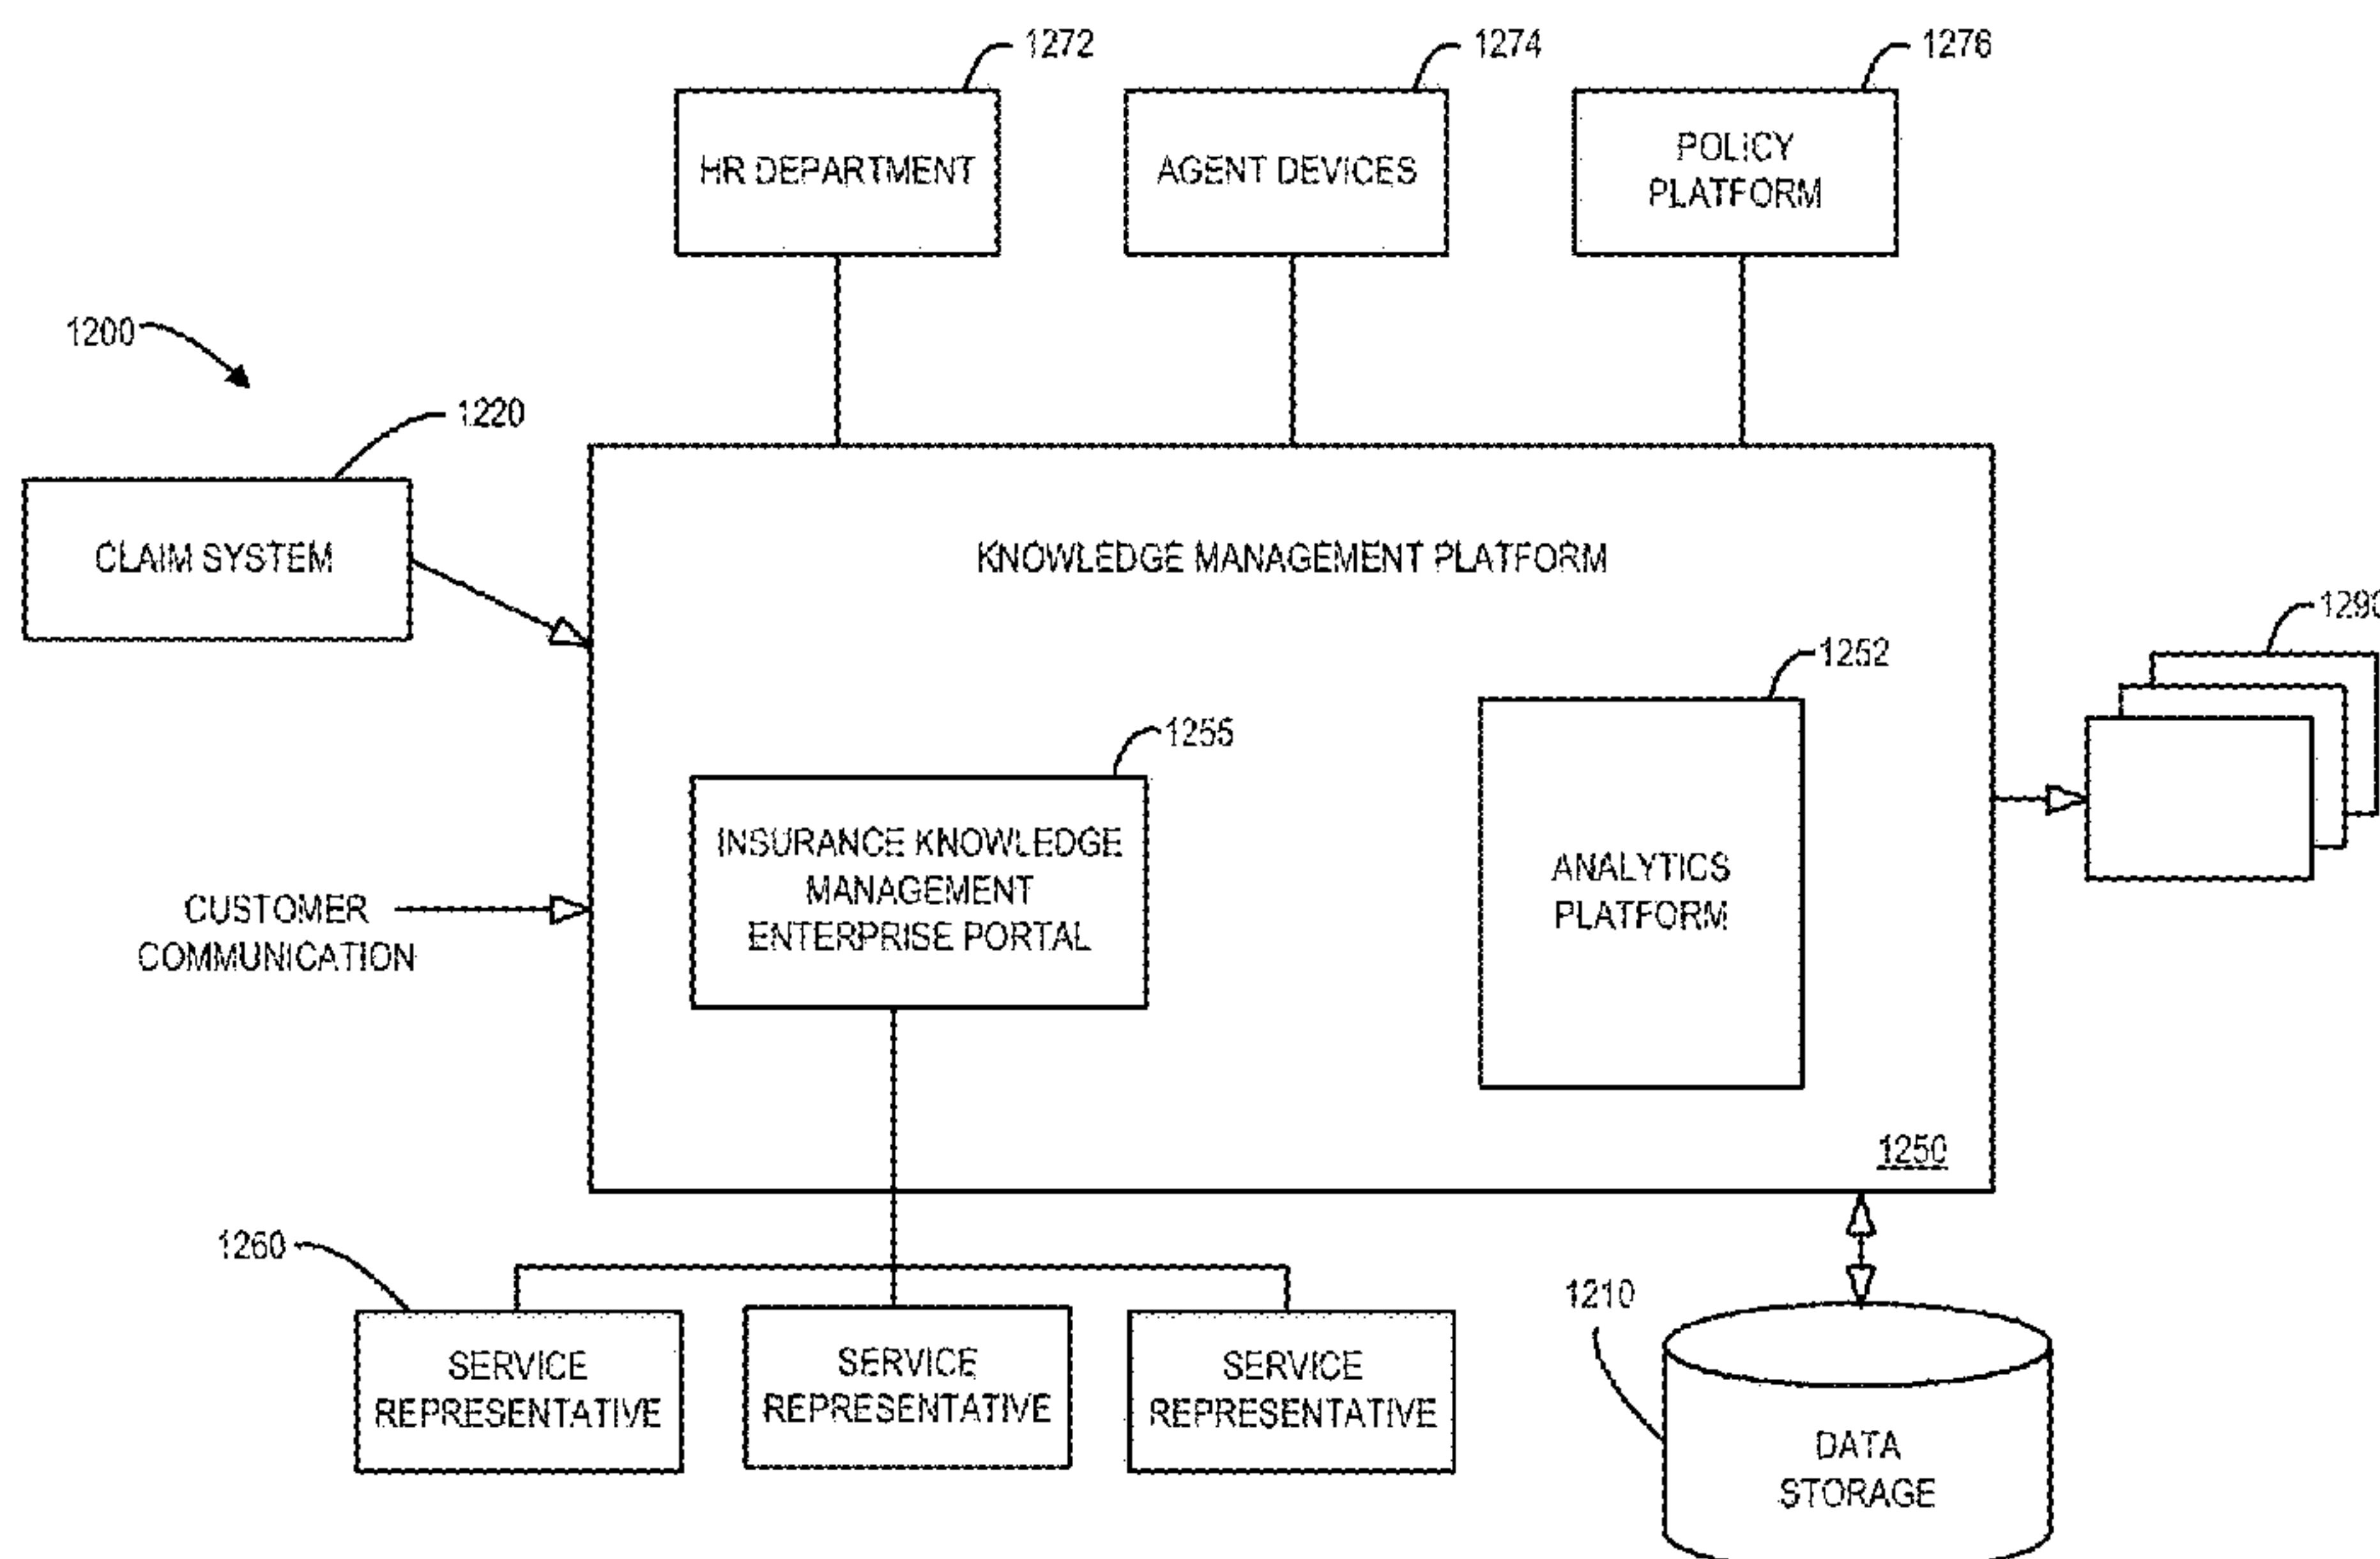 1272
1274
1276
HR DEPARTMENT
AGENT DEVICES
POLICY
PLATFORM
1200
1220
CLAIM SYSTEM
KNOWLEDGE MANAGEMENT PLATFORM
1290
1252
1255
INSURANCE KNOWLEDGE
MANAGEMENT
ENTERPRISE PORTAL
ANALYTICS
PLATFORM
CUSTOMER
COMMUNICATION
1250
1260
1210
SERVICE
REPRESENTATIVE
SERVICE
REPRESENTATIVE
SERVICE
REPRESENTATIVE
DATA
STORAGE